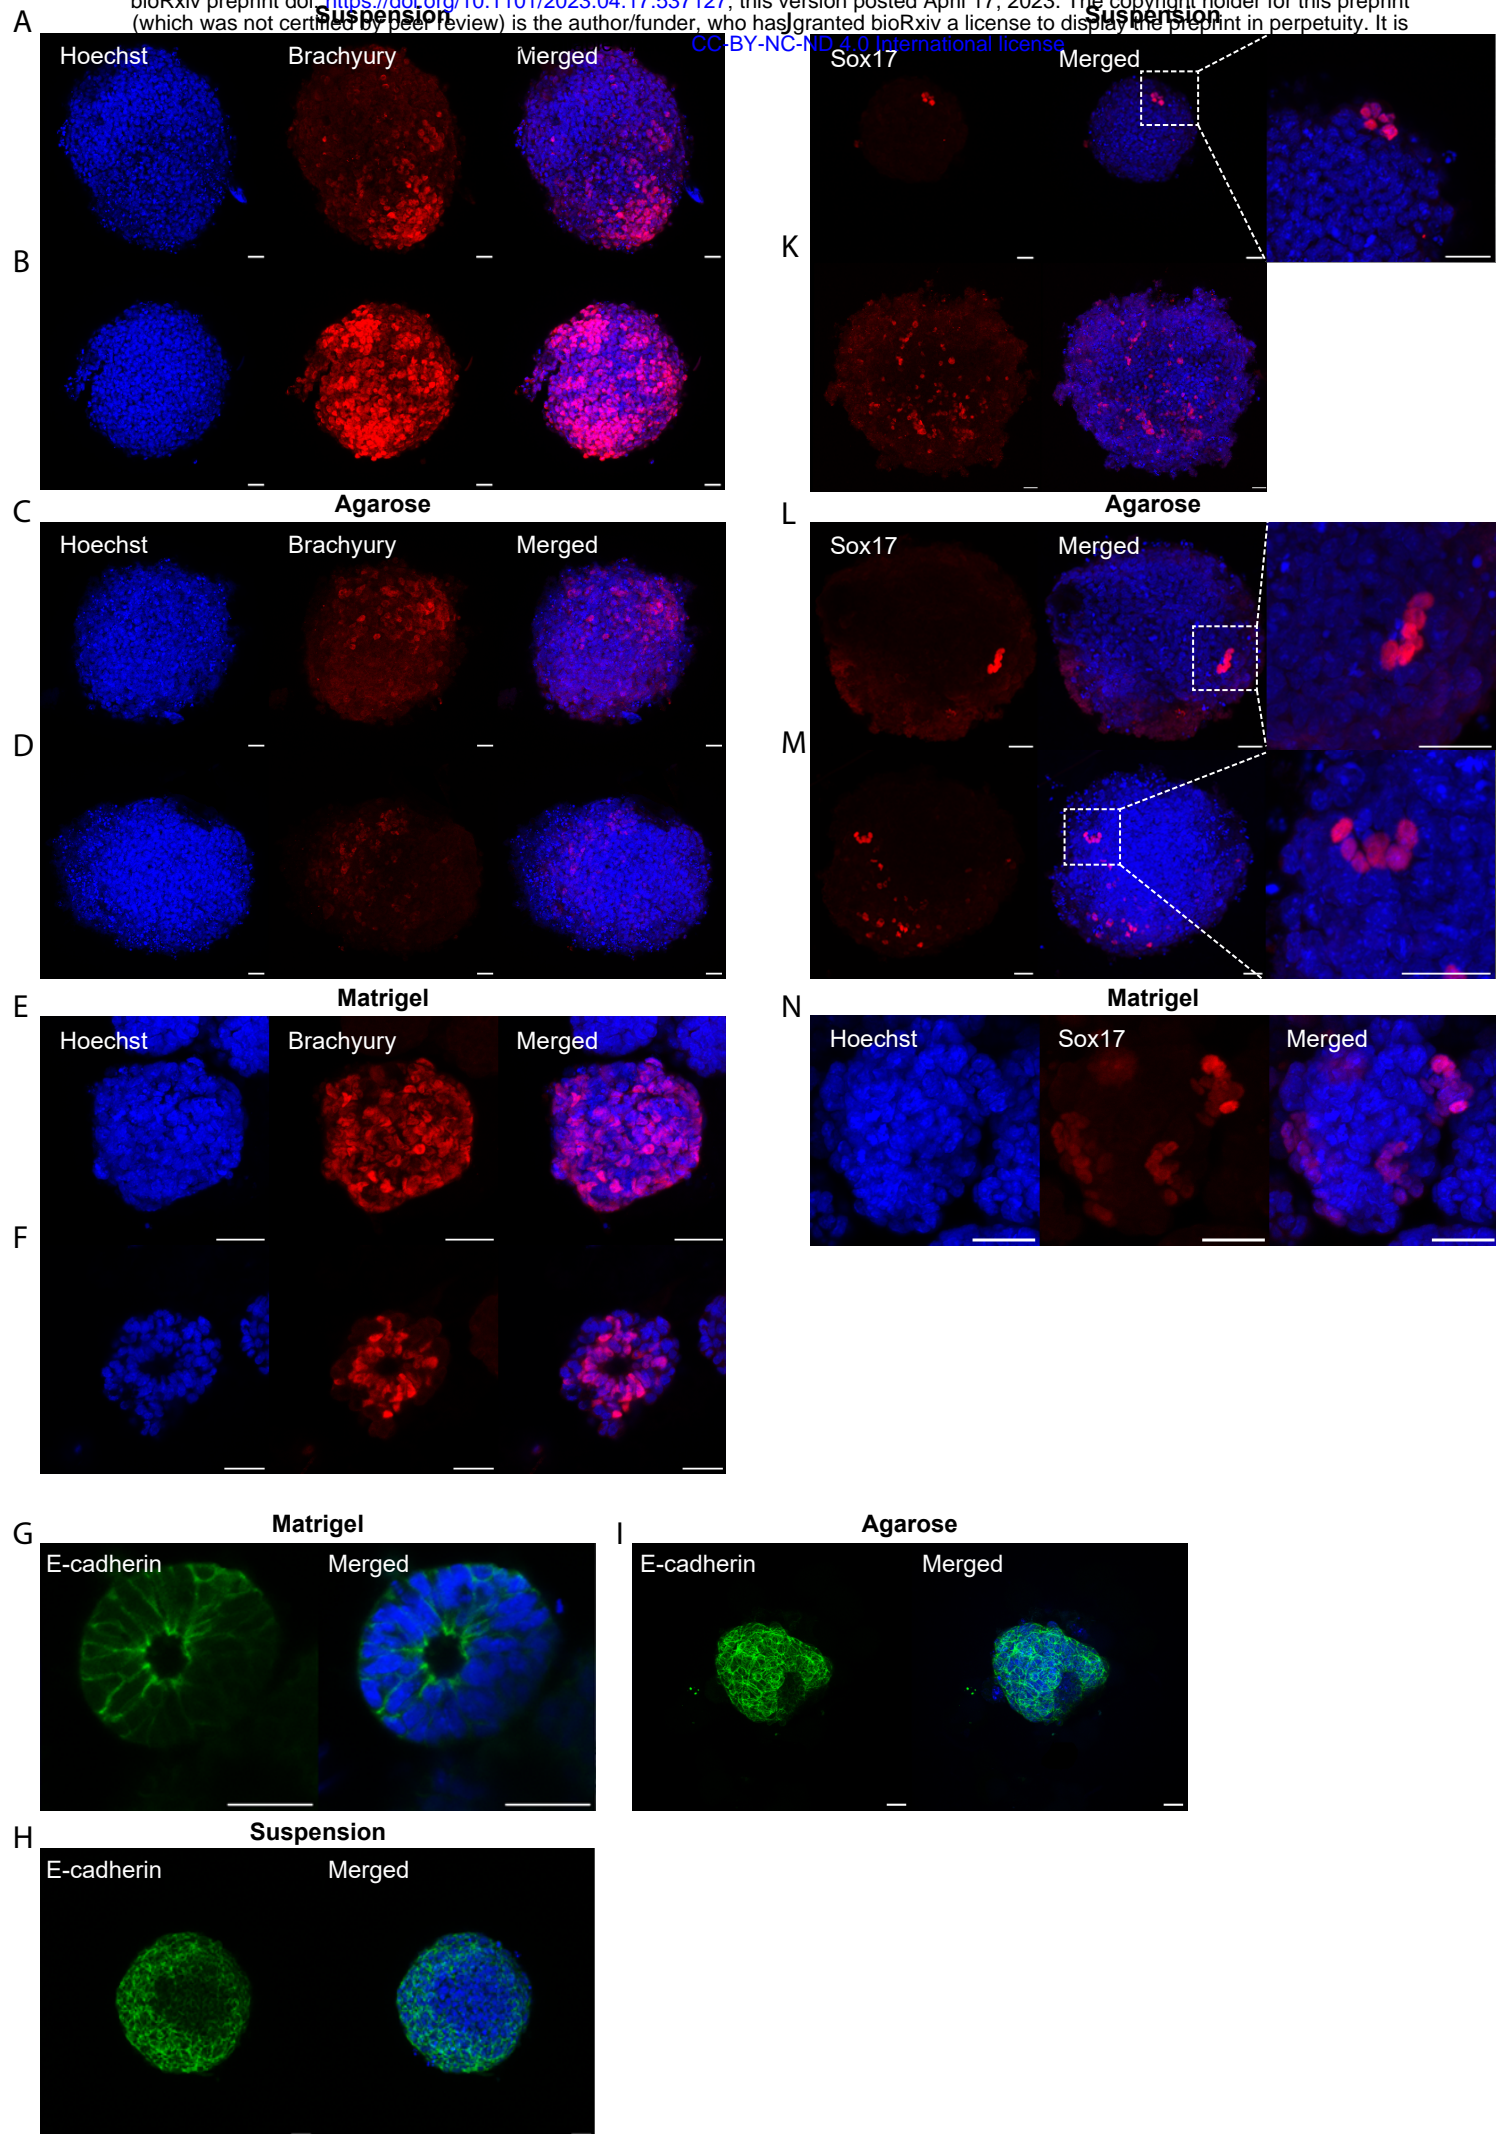 bioRxiv preprint doi: https://doi.org/10.1101/2023.04.17.537127; this version posted April 17, 2023. The copyright holder for this preprint
(which was not certified by peer review) is the author/funder, who has granted bioRxiv a license to display the preprint in perpetuity. It is
CC-BY-NC-ND 4.0 International license
A
Suspension
Hoechst
Brachyury
Merged
B
C
Agarose
Hoechst
Brachyury
Merged
D
E
Matrigel
Hoechst
Brachyury
Merged
F
G
Matrigel
E-cadherin
Merged
H
Suspension
E-cadherin
Merged
I
Agarose
E-cadherin
Merged
J
Suspension
Sox17
Merged
K
L
Agarose
Sox17
Merged
M
N
Matrigel
Hoechst
Sox17
Merged